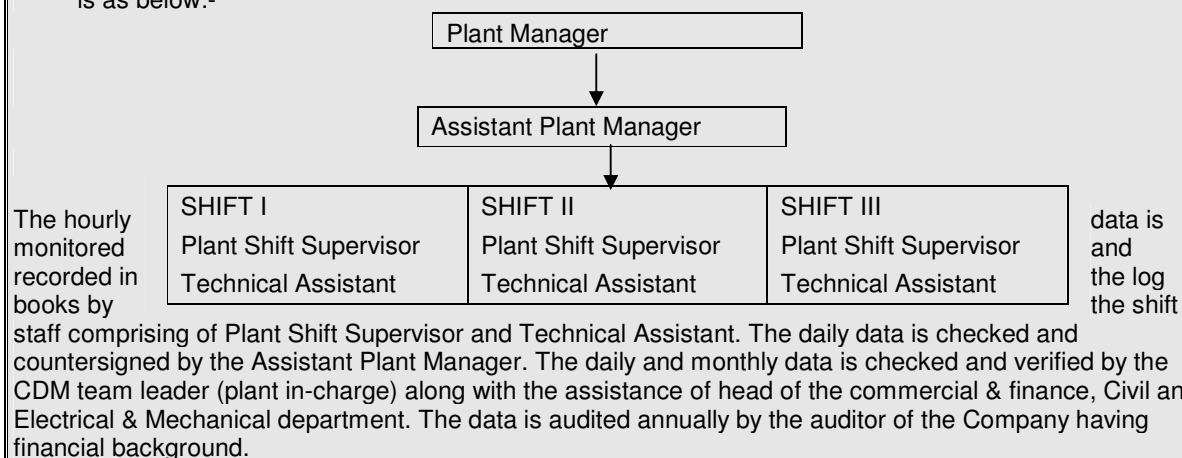 is as below:-
Plant Manager
Assistant Plant Manager
SHIFT I SHIFT II SHIFT III
Plant Shift Supervisor Plant Shift Supervisor Plant Shift Supervisor
Technical Assistant Technical Assistant Technical Assistant
The hourly data is
monitored and
recorded in the log
books by the shift
staff comprising of Plant Shift Supervisor and Technical Assistant. The daily data is checked and
countersigned by the Assistant Plant Manager. The daily and monthly data is checked and verified by the
CDM team leader (plant in-charge) along with the assistance of head of the commercial & finance, Civil an
Electrical & Mechanical department. The data is audited annually by the auditor of the Company having
financial background.